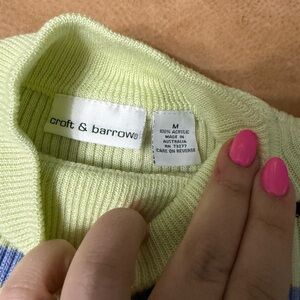 croft & barrow®
M
100% ACRYLIC
MADE IN
AUSTRALIA
RN 73277
CARE ON REVERSE